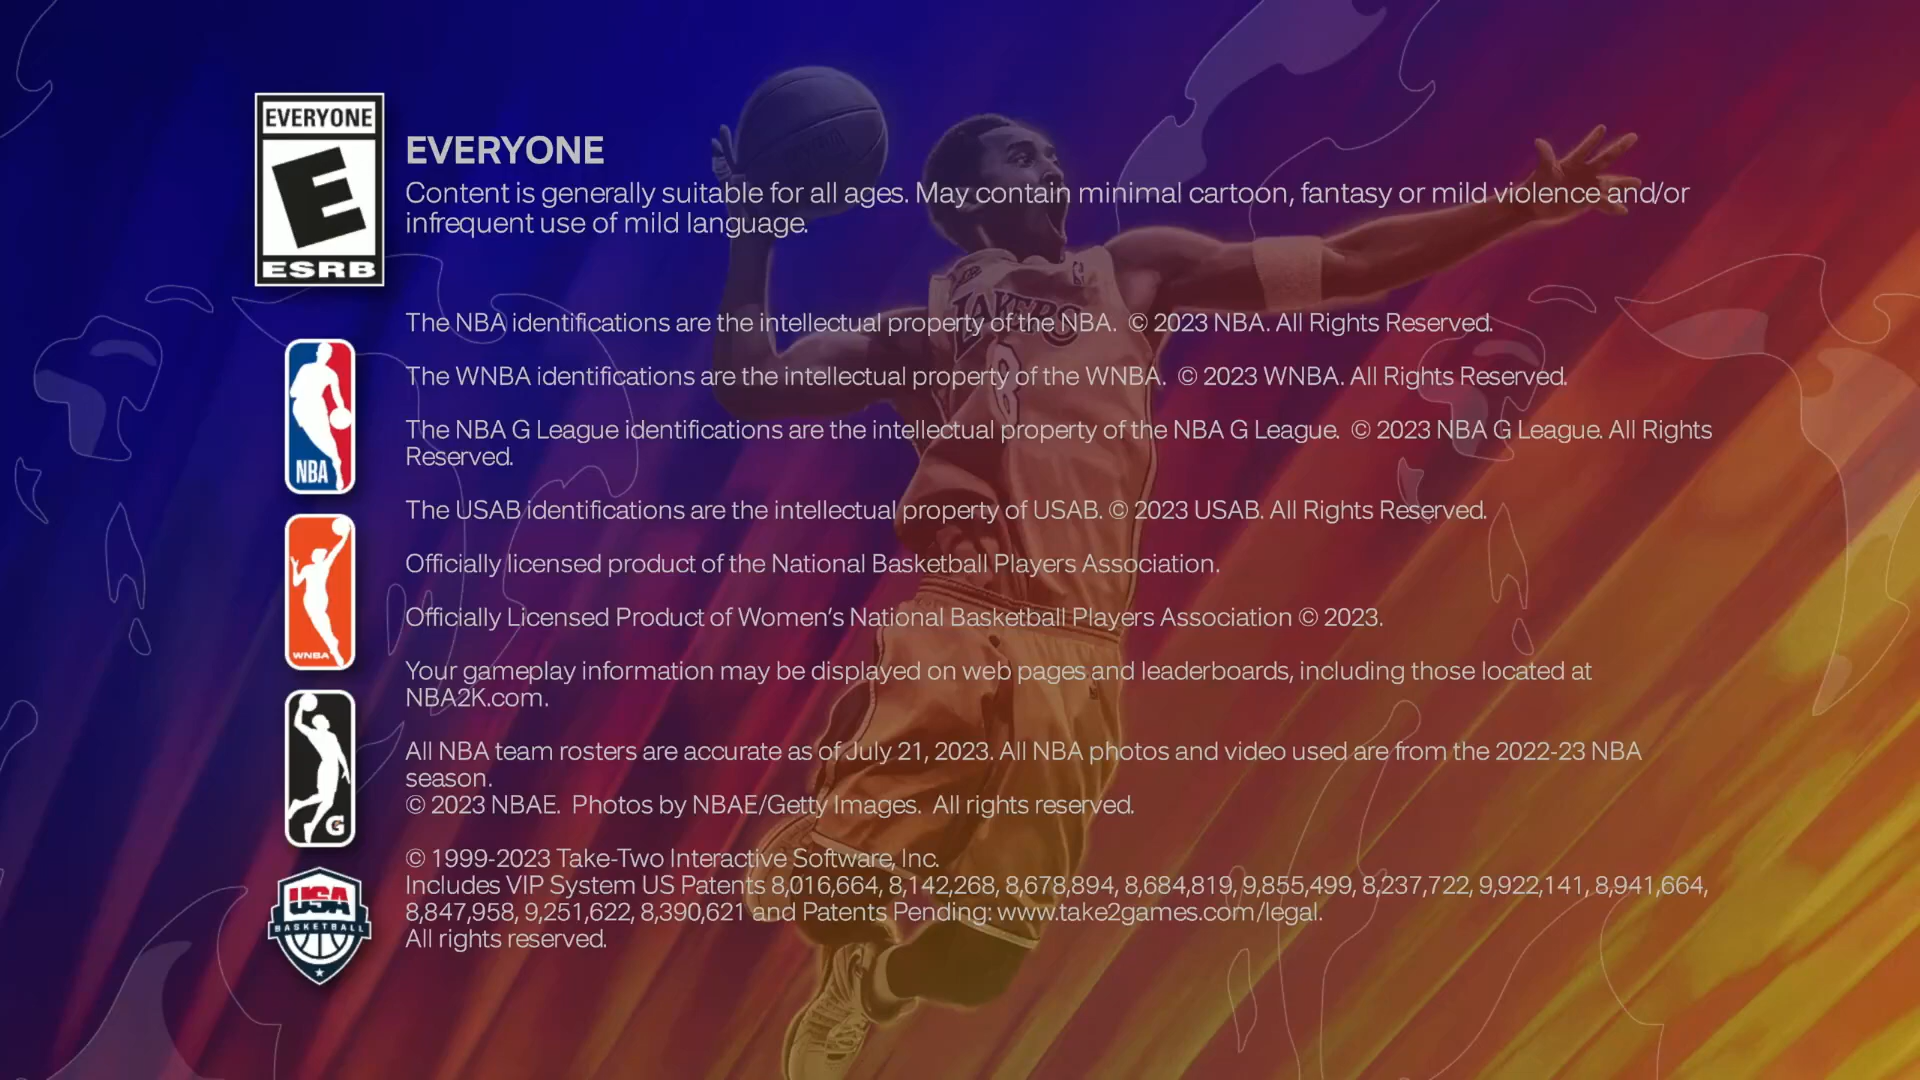 EVERYONE
E
ESRB
EVERYONE
Content is generally suitable for all ages. May contain minimal cartoon, fantasy or mild violence and/or
infrequent use of mild language.
LAKERS
8
The NBA identifications are the intellectual property of the NBA.  © 2023 NBA. All Rights Reserved.
NBA
The WNBA identifications are the intellectual property of the WNBA.  © 2023 WNBA. All Rights Reserved.
The NBA G League identifications are the intellectual property of the NBA G League.  © 2023 NBA G League. All Rights
Reserved.
The USAB identifications are the intellectual property of USAB. © 2023 USAB. All Rights Reserved.
WNBA
Officially licensed product of the National Basketball Players Association.
Officially Licensed Product of Women’s National Basketball Players Association © 2023.
Your gameplay information may be displayed on web pages and leaderboards, including those located at
NBA2K.com.
G
All NBA team rosters are accurate as of July 21, 2023. All NBA photos and video used are from the 2022-23 NBA
season.
© 2023 NBAE.  Photos by NBAE/Getty Images.  All rights reserved.
USA
BASKETBALL
© 1999-2023 Take-Two Interactive Software, Inc.
Includes VIP System US Patents 8,016,664, 8,142,268, 8,678,894, 8,684,819, 9,855,499, 8,237,722, 9,922,141, 8,941,664,
8,847,958, 9,251,622, 8,390,621 and Patents Pending: www.take2games.com/legal.
All rights reserved.